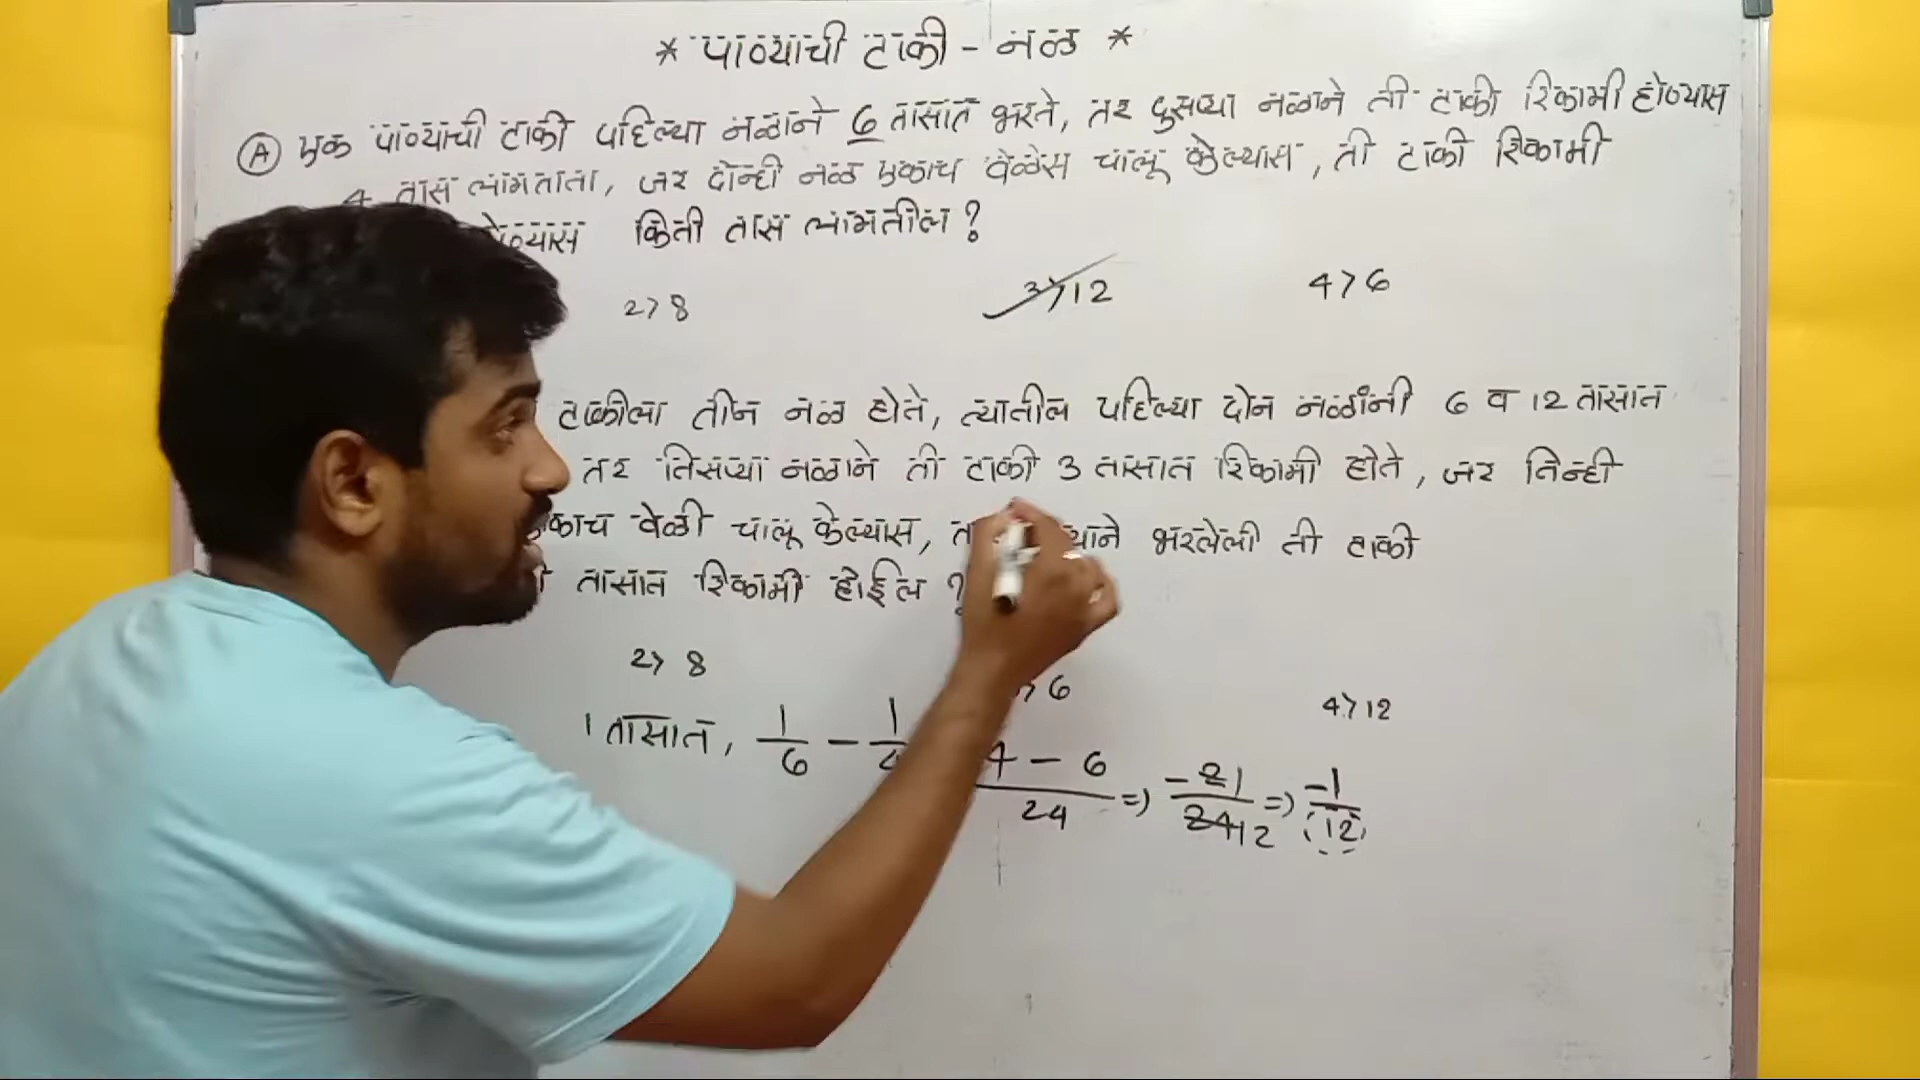 * पाण्याची टाकी - नळ *
(A) एक पाण्याची टाकी पहिल्या नळाने 6 तासात भरते, तर दुसऱ्या नळाने ती टाकी रिकामी होण्यास
4 तास लागतात, जर दोन्ही नळ एकाच वेळेस चालू केल्यास, ती टाकी रिकामी
होण्यास किती तास लागतील ?
2> 8 3> 12 4> 6
टाकीला तीन नळ होते, त्यातील पहिल्या दोन नळांनी 6 व 12 तासात
तर तिसऱ्या नळाने ती टाकी 3 तासात रिकामी होते, जर तिन्ही
वेळी चालू केल्यास, भरलेली ती टाकी
तासात रिकामी होईल ?
2> 8 > 6 4> 12
1 तासात, 1/6 - 1/4 4 - 6/24 => -21/2412 => -1/12